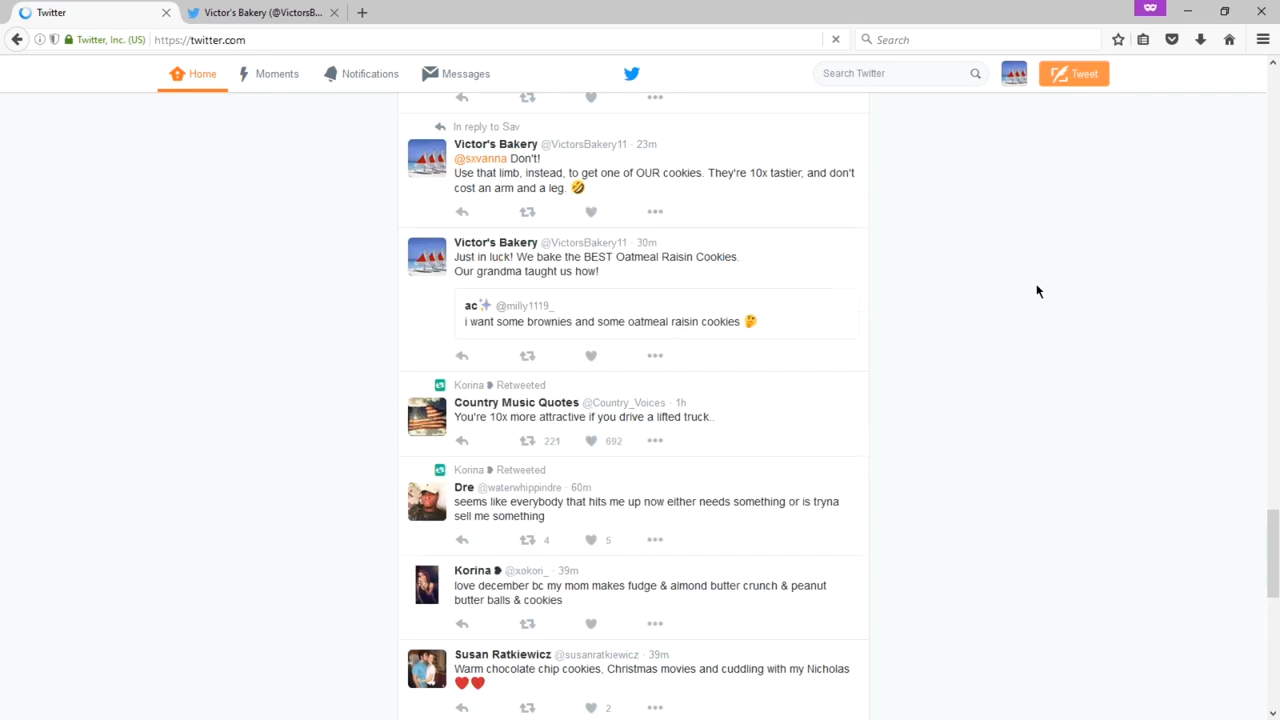 Twitter
Victor's Bakery (@VictorsB...
Twitter, Inc. (US)
https://twitter.com
Search
Home
Moments
Notifications
Messages
Search Twitter
Tweet
In reply to Sav
Victor's Bakery @VictorsBakery11 · 23m
@sxvanna Don't!
Use that limb, instead, to get one of OUR cookies. They're 10x tastier, and don't
cost an arm and a leg. 🤣
Victor's Bakery @VictorsBakery11 · 30m
Just in luck! We bake the BEST Oatmeal Raisin Cookies.
Our grandma taught us how!
ac✨ @milly1119_
i want some brownies and some oatmeal raisin cookies 🤔
Korina ❥ Retweeted
Country Music Quotes @Country_Voices · 1h
You're 10x more attractive if you drive a lifted truck..
221 692
Korina ❥ Retweeted
Dre @waterwhippindre · 60m
seems like everybody that hits me up now either needs something or is tryna
sell me something
4 5
Korina ❥ @xokori_ · 39m
love december bc my mom makes fudge & almond butter crunch & peanut
butter balls & cookies
Susan Ratkiewicz @susanratkiewicz · 39m
Warm chocolate chip cookies, Christmas movies and cuddling with my Nicholas
❤️❤️
2